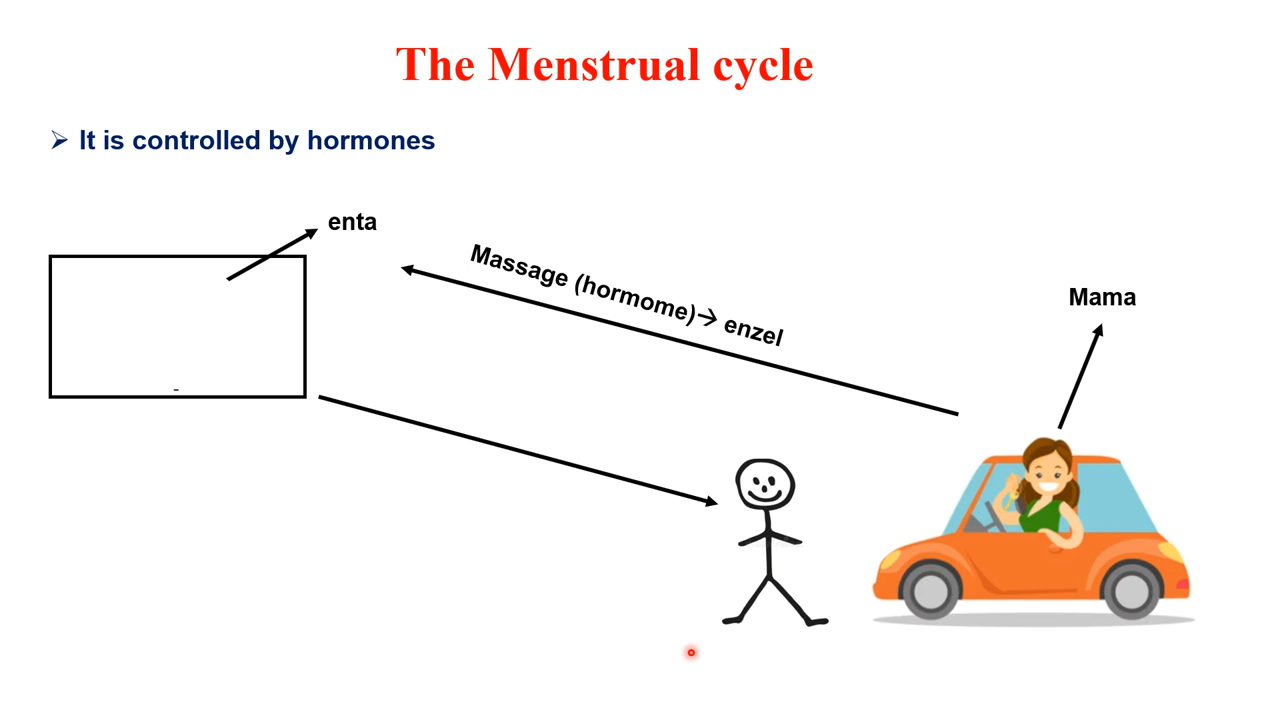 The Menstrual cycle
➢ It is controlled by hormones
enta
Massage (hormome)→ enzel
Mama
-